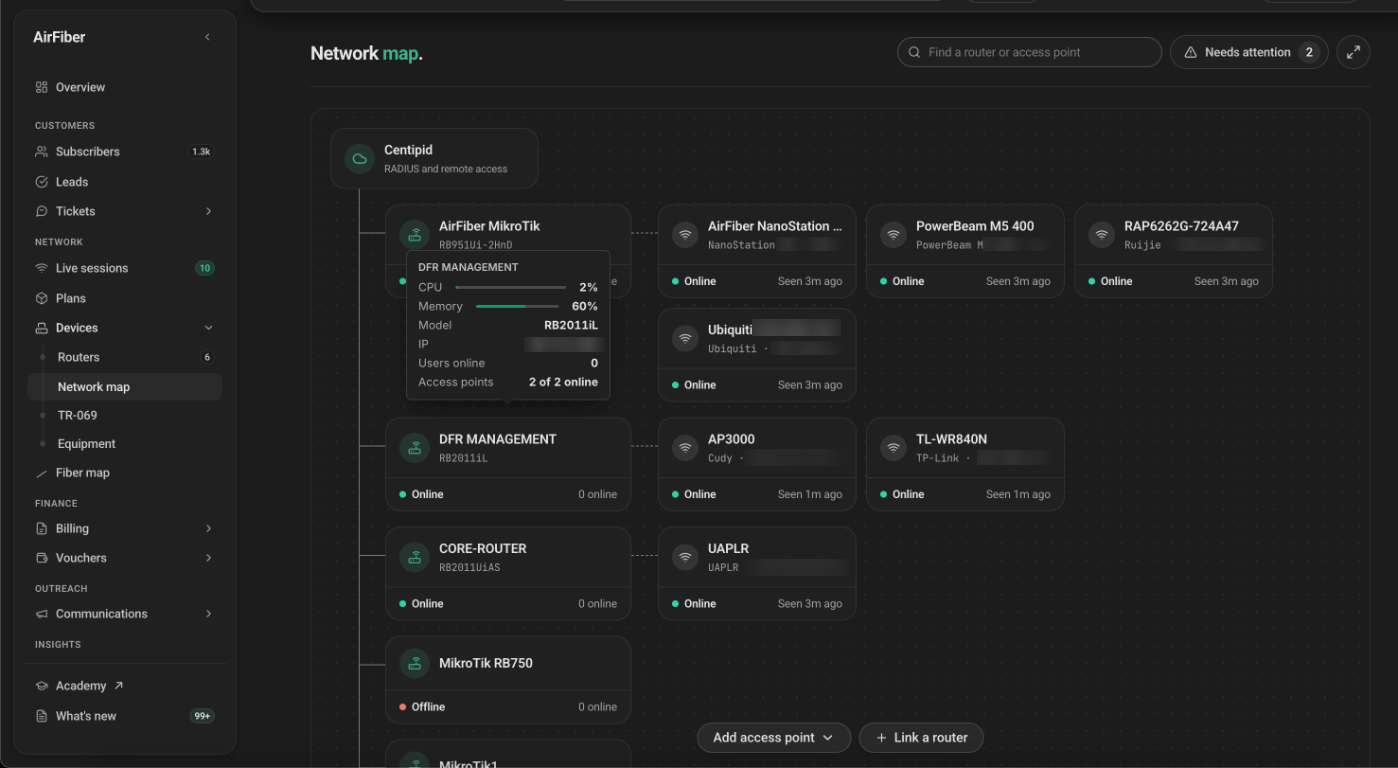 AirFiber
Overview
CUSTOMERS
Subscribers 1.3k
Leads
Tickets
NETWORK
Live sessions 10
Plans
Devices
Routers 6
Network map
TR-069
Equipment
Fiber map
FINANCE
Billing
Vouchers
OUTREACH
Communications
INSIGHTS
Academy
What's new 99+
Network map.
Find a router or access point
Needs attention 2
Centipid
RADIUS and remote access
AirFiber MikroTik
RB951Ui-2HnD
AirFiber NanoStation ...
NanoStation
Online Seen 3m ago
PowerBeam M5 400
PowerBeam M
Online Seen 3m ago
RAP6262G-724A47
Ruijie
Online Seen 3m ago
DFR MANAGEMENT
CPU 2%
Memory 60%
Model RB2011iL
IP
Users online 0
Access points 2 of 2 online
Ubiquiti
Ubiquiti ·
Online Seen 3m ago
DFR MANAGEMENT
RB2011iL
Online 0 online
AP3000
Cudy ·
Online Seen 1m ago
TL-WR840N
TP-Link ·
Online Seen 1m ago
CORE-ROUTER
RB2011UiAS
Online 0 online
UAPLR
UAPLR
Online Seen 3m ago
MikroTik RB750
Offline 0 online
MikroTik1
Add access point
+ Link a router